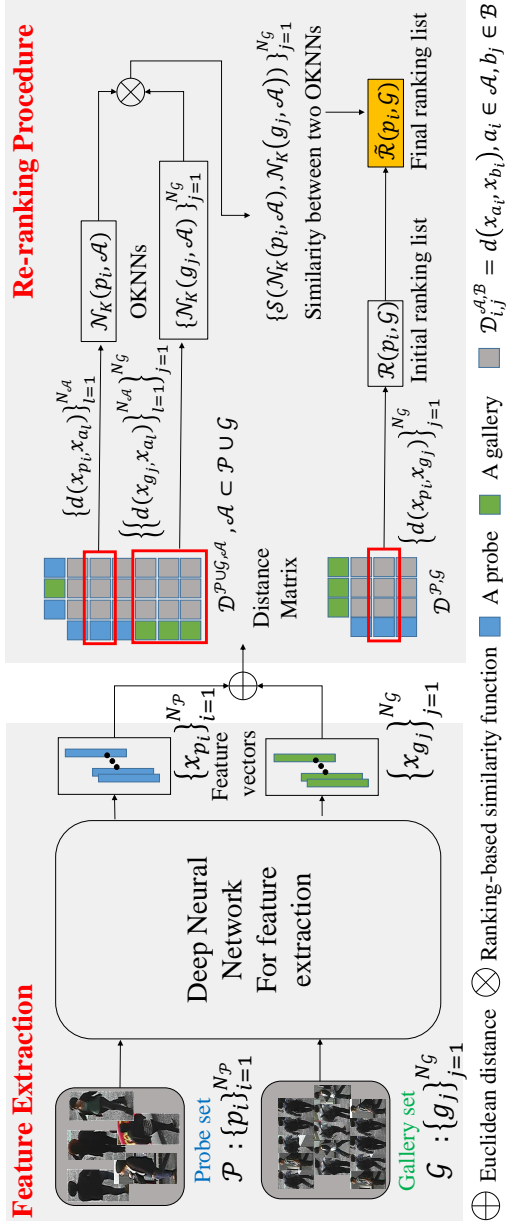 Feature Extraction
Probe set
𝒫 : {p_i}_{i=1}^{N_𝒫}
Gallery set
𝒢 : {g_j}_{j=1}^{N_𝒢}
Deep Neural
Network
For feature
extraction
{x_{p_i}}_{i=1}^{N_𝒫}
Feature
vectors
{x_{g_j}}_{j=1}^{N_𝒢}
Re-ranking Procedure
𝒟^{𝒫∪𝒢,𝒜}, 𝒜 ⊂ 𝒫 ∪ 𝒢
Distance
Matrix
𝒟^{𝒫,𝒢}
{d(x_{p_i}, x_{a_l})}_{l=1}^{N_𝒜}
{{d(x_{g_j}, x_{a_l})}_{l=1}^{N_𝒜}}_{j=1}^{N_𝒢}
𝒩_K(p_i, 𝒜)
OKNNs
{𝒩_K(g_j, 𝒜)}_{j=1}^{N_𝒢}
{𝒮(𝒩_K(p_i, 𝒜), 𝒩_K(g_j, 𝒜))}_{j=1}^{N_𝒢}
Similarity between two OKNNs
{d(x_{p_i}, x_{g_j})}_{j=1}^{N_𝒢}
ℛ(p_i, 𝒢)
Initial ranking list
ℛ̃(p_i, 𝒢)
Final ranking list
⊕ Euclidean distance ⊗ Ranking-based similarity function A probe A gallery 𝒟_{i,j}^{𝒜,ℬ} = d(x_{a_i}, x_{b_i}), a_i ∈ 𝒜, b_j ∈ ℬ